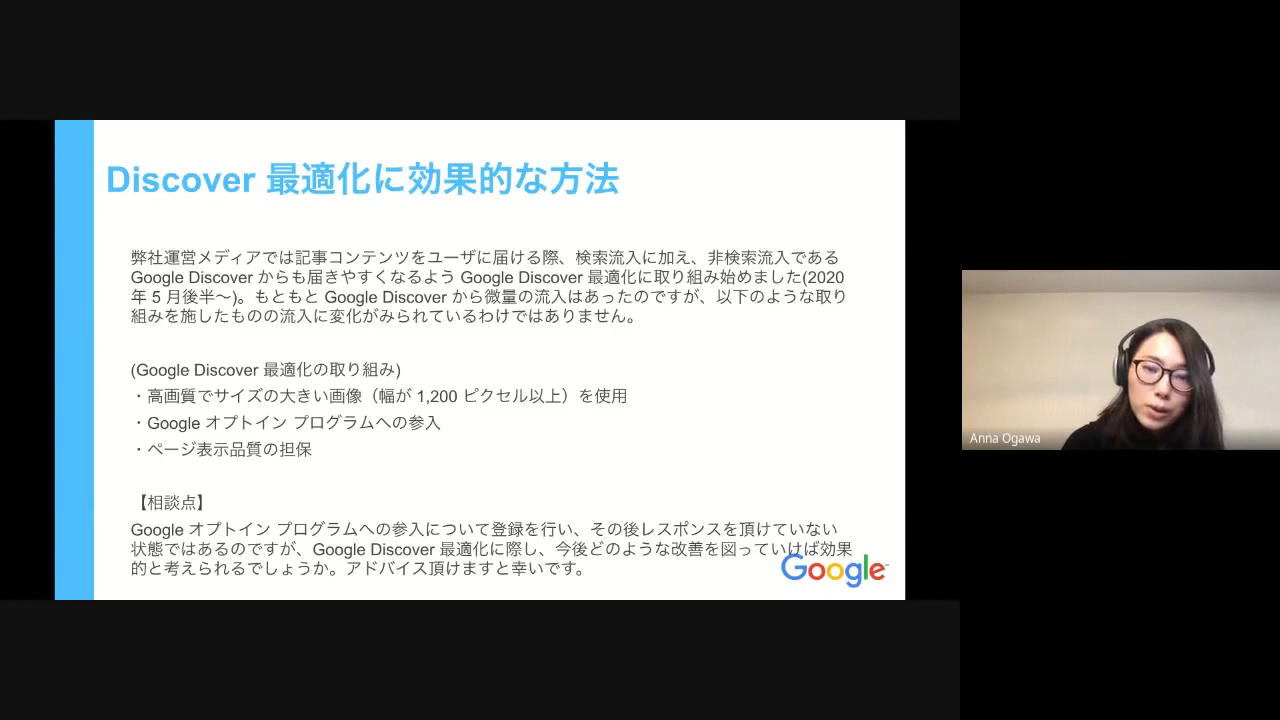 Discover 最適化に効果的な方法
弊社運営メディアでは記事コンテンツをユーザに届ける際、検索流入に加え、非検索流入である
Google Discover からも届きやすくなるよう Google Discover 最適化に取り組み始めました(2020
年 5 月後半～)。もともと Google Discover から微量の流入はあったのですが、以下のような取り
組みを施したものの流入に変化がみられているわけではありません。
(Google Discover 最適化の取り組み)
・高画質でサイズの大きい画像（幅が 1,200 ピクセル以上）を使用
・Google オプトイン プログラムへの参入
・ページ表示品質の担保
【相談点】
Google オプトイン プログラムへの参入について登録を行い、その後レスポンスを頂けていない
状態ではあるのですが、Google Discover 最適化に際し、今後どのような改善を図っていけば効果
的と考えられるでしょうか。アドバイス頂けますと幸いです。
Google
Anna Ogawa